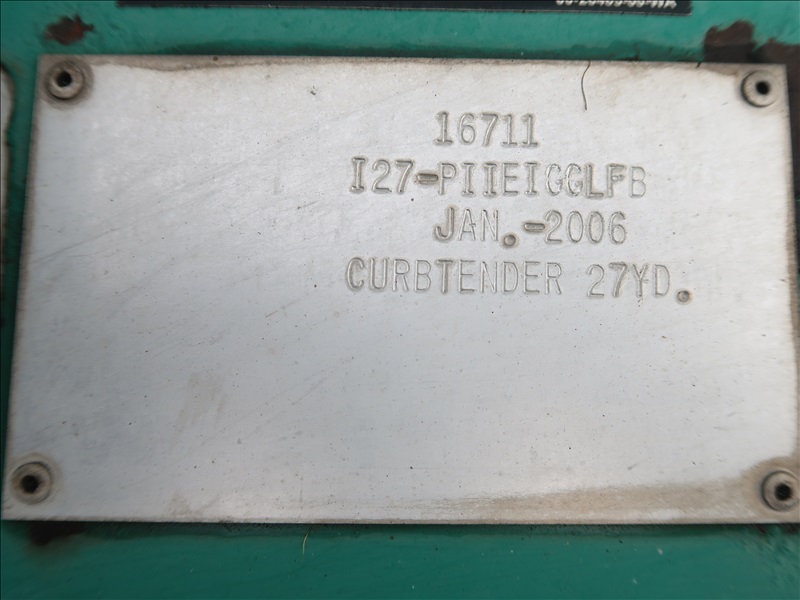 16711
I27-PIIEIGGLFB
JAN.-2006
CURBTENDER 27YD.